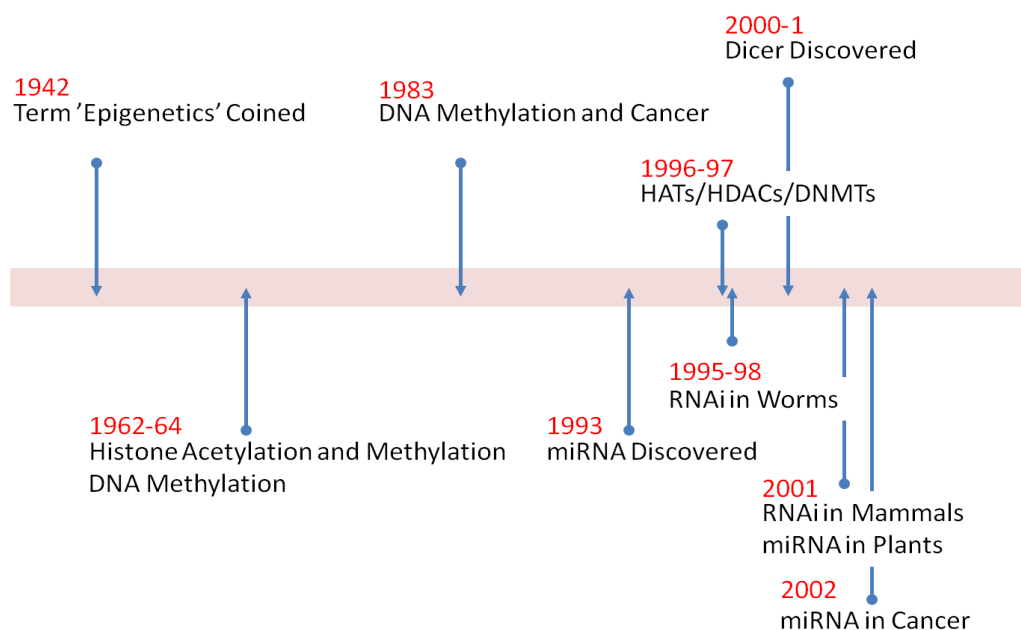 1942
Term ’Epigenetics’ Coined
1983
DNA Methylation and Cancer
2000-1
Dicer Discovered
1996-97
HATs/HDACs/DNMTs
1962-64
Histone Acetylation and Methylation
DNA Methylation
1993
miRNA Discovered
1995-98
RNAi in Worms
2001
RNAi in Mammals
miRNA in Plants
2002
miRNA in Cancer